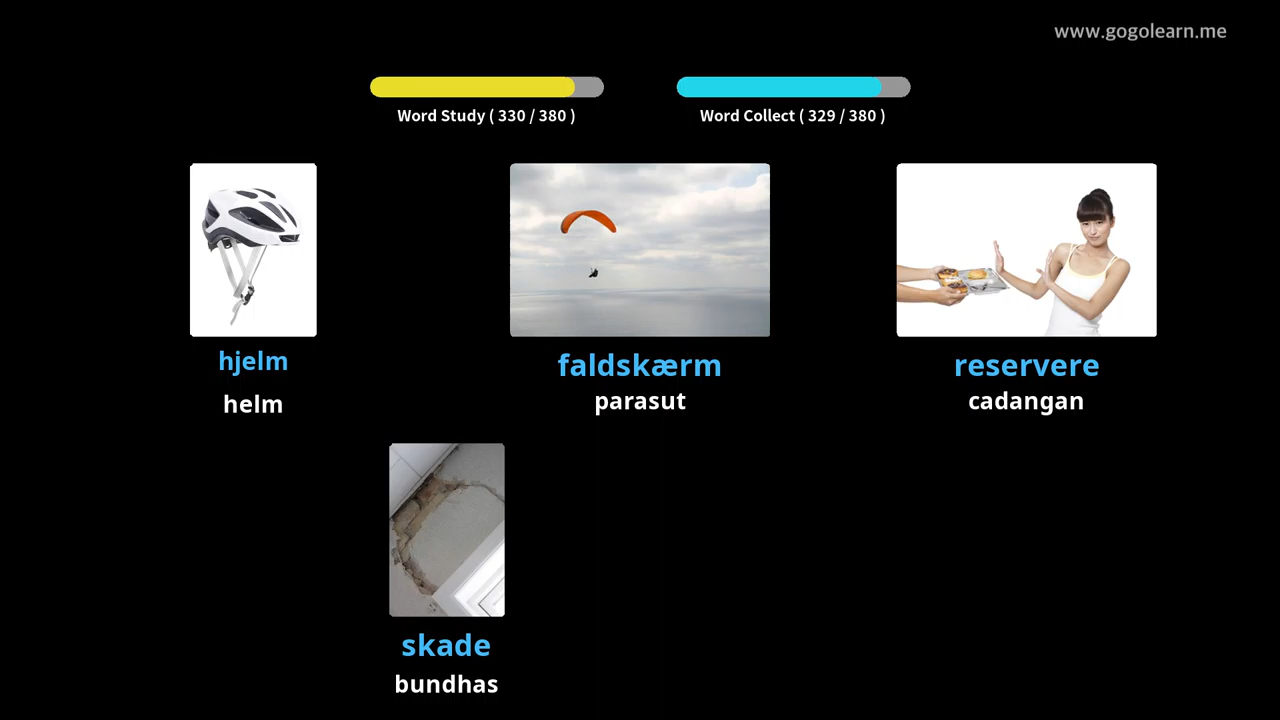 www.gogolearn.me
Word Study ( 330 / 380 )
Word Collect ( 329 / 380 )
hjelm
helm
faldskærm
parasut
reservere
cadangan
skade
bundhas